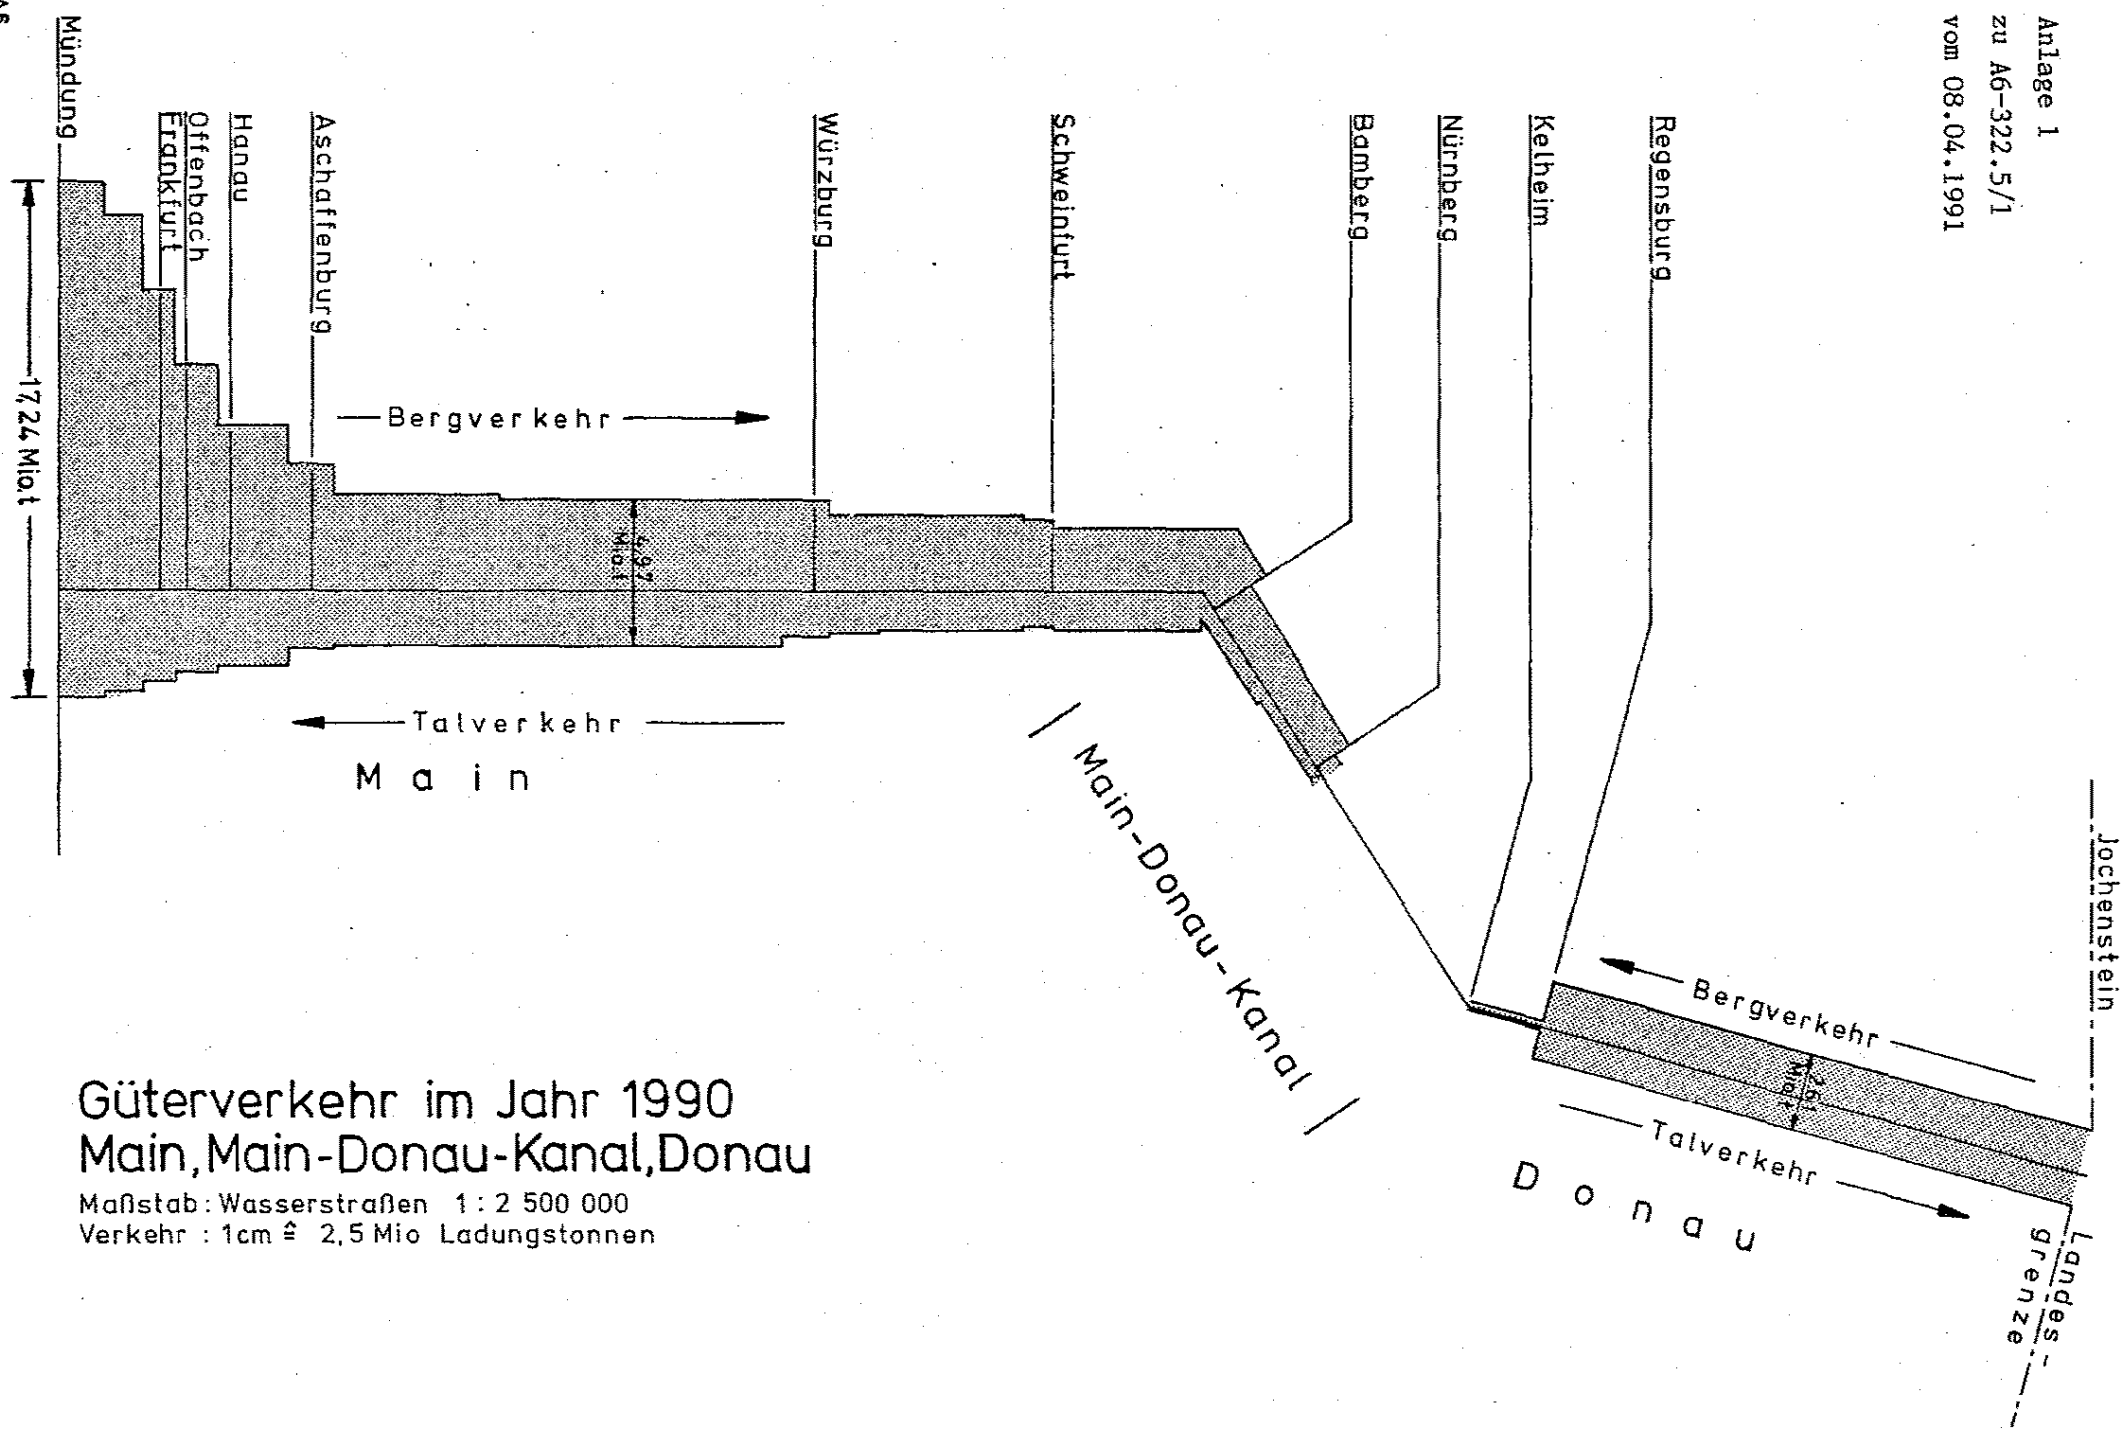 Anlage 1
zu A6-322.5/1
vom 08.04.1991
Mündung
Frankfurt
Offenbach
Hanau
Aschaffenburg
Würzburg
Schweinfurt
Bamberg
Nürnberg
Kelheim
Regensburg
Jochenstein
17,24 Mio.t
Bergverkehr
4,97
Mio.t
Talverkehr
Main
Main-Donau-Kanal
Bergverkehr
2,61
Mio.t
Talverkehr
Donau
Landes-
grenze
Güterverkehr im Jahr 1990
Main,Main-Donau-Kanal,Donau
Maßstab: Wasserstraßen 1 : 2 500 000
Verkehr : 1cm ≙ 2,5 Mio Ladungstonnen